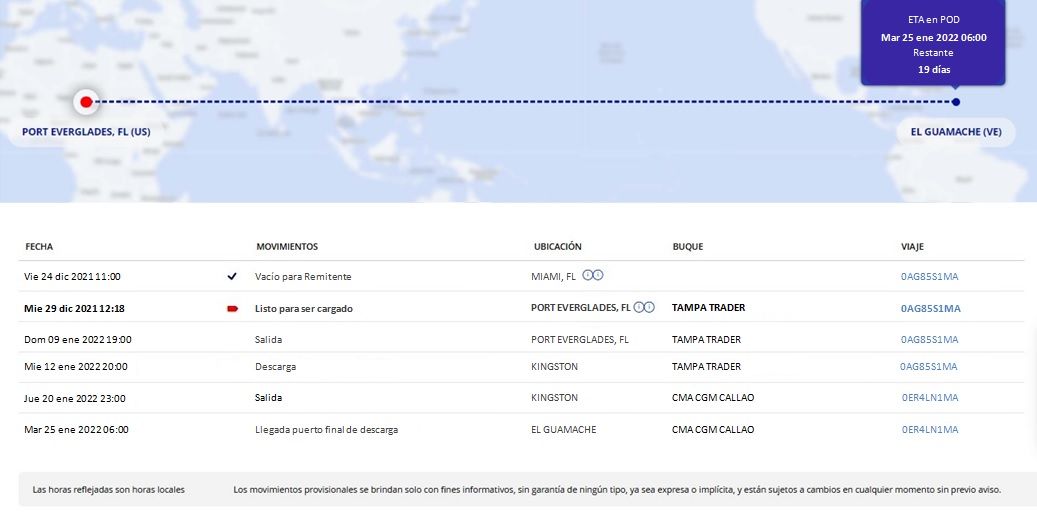 ETA en POD
Mar 25 ene 2022 06:00
Restante
19 días
PORT EVERGLADES, FL (US)
EL GUAMACHE (VE)
FECHA MOVIMIENTOS UBICACIÓN BUQUE VIAJE
Vie 24 dic 2021 11:00 Vacío para Remitente MIAMI, FL 0AG85S1MA
Mie 29 dic 2021 12:18 Listo para ser cargado PORT EVERGLADES, FL TAMPA TRADER 0AG85S1MA
Dom 09 ene 2022 19:00 Salida PORT EVERGLADES, FL TAMPA TRADER 0AG85S1MA
Mie 12 ene 2022 20:00 Descarga KINGSTON TAMPA TRADER 0AG85S1MA
Jue 20 ene 2022 23:00 Salida KINGSTON CMA CGM CALLAO 0ER4LN1MA
Mar 25 ene 2022 06:00 Llegada puerto final de descarga EL GUAMACHE CMA CGM CALLAO 0ER4LN1MA
Las horas reflejadas son horas locales Los movimientos provisionales se brindan solo con fines informativos, sin garantía de ningún tipo, ya sea expresa o implícita, y están sujetos a cambios en cualquier momento sin previo aviso.